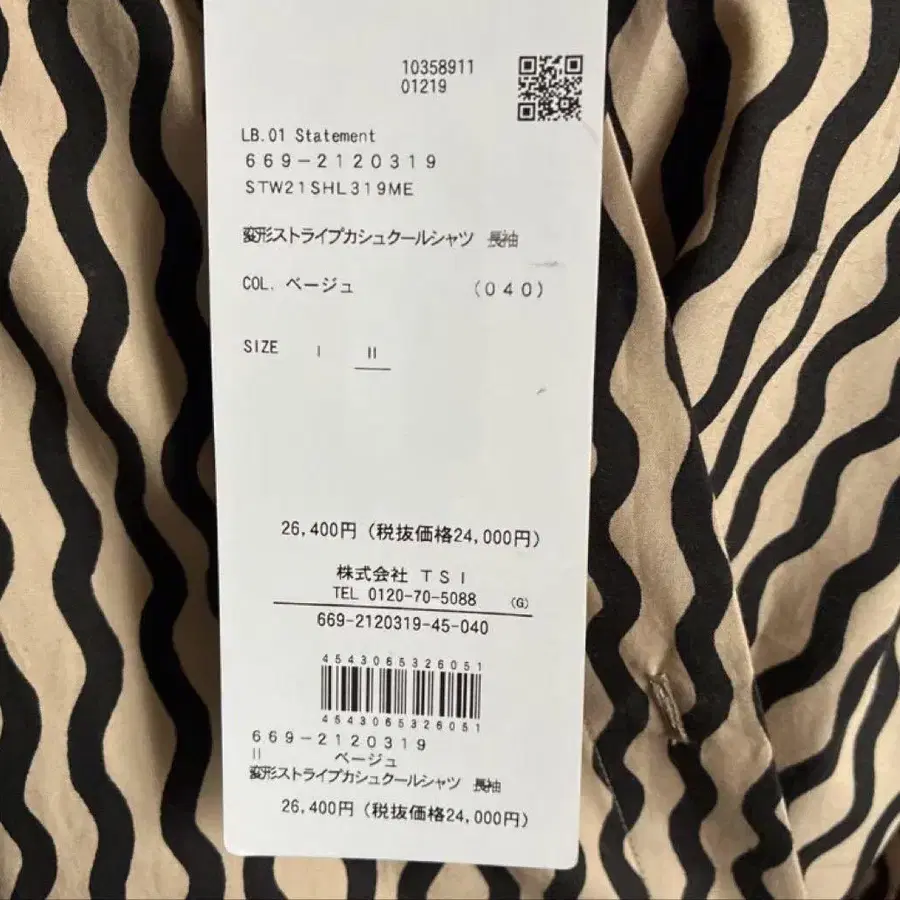 10358911
01219
LB.01 Statement
669-2120319
STW21SHL319ME
変形ストライプカシュクールシャツ 長袖
COL. ベージュ (040)
SIZE I II
26,400円 (税抜価格24,000円)
株式会社 TSI
TEL 0120-70-5088 (G)
669-2120319-45-040
4543065326051
4543065326051
669-2120319
II ベージュ
変形ストライプカシュクールシャツ 長袖
26,400円 (税抜価格24,000円)